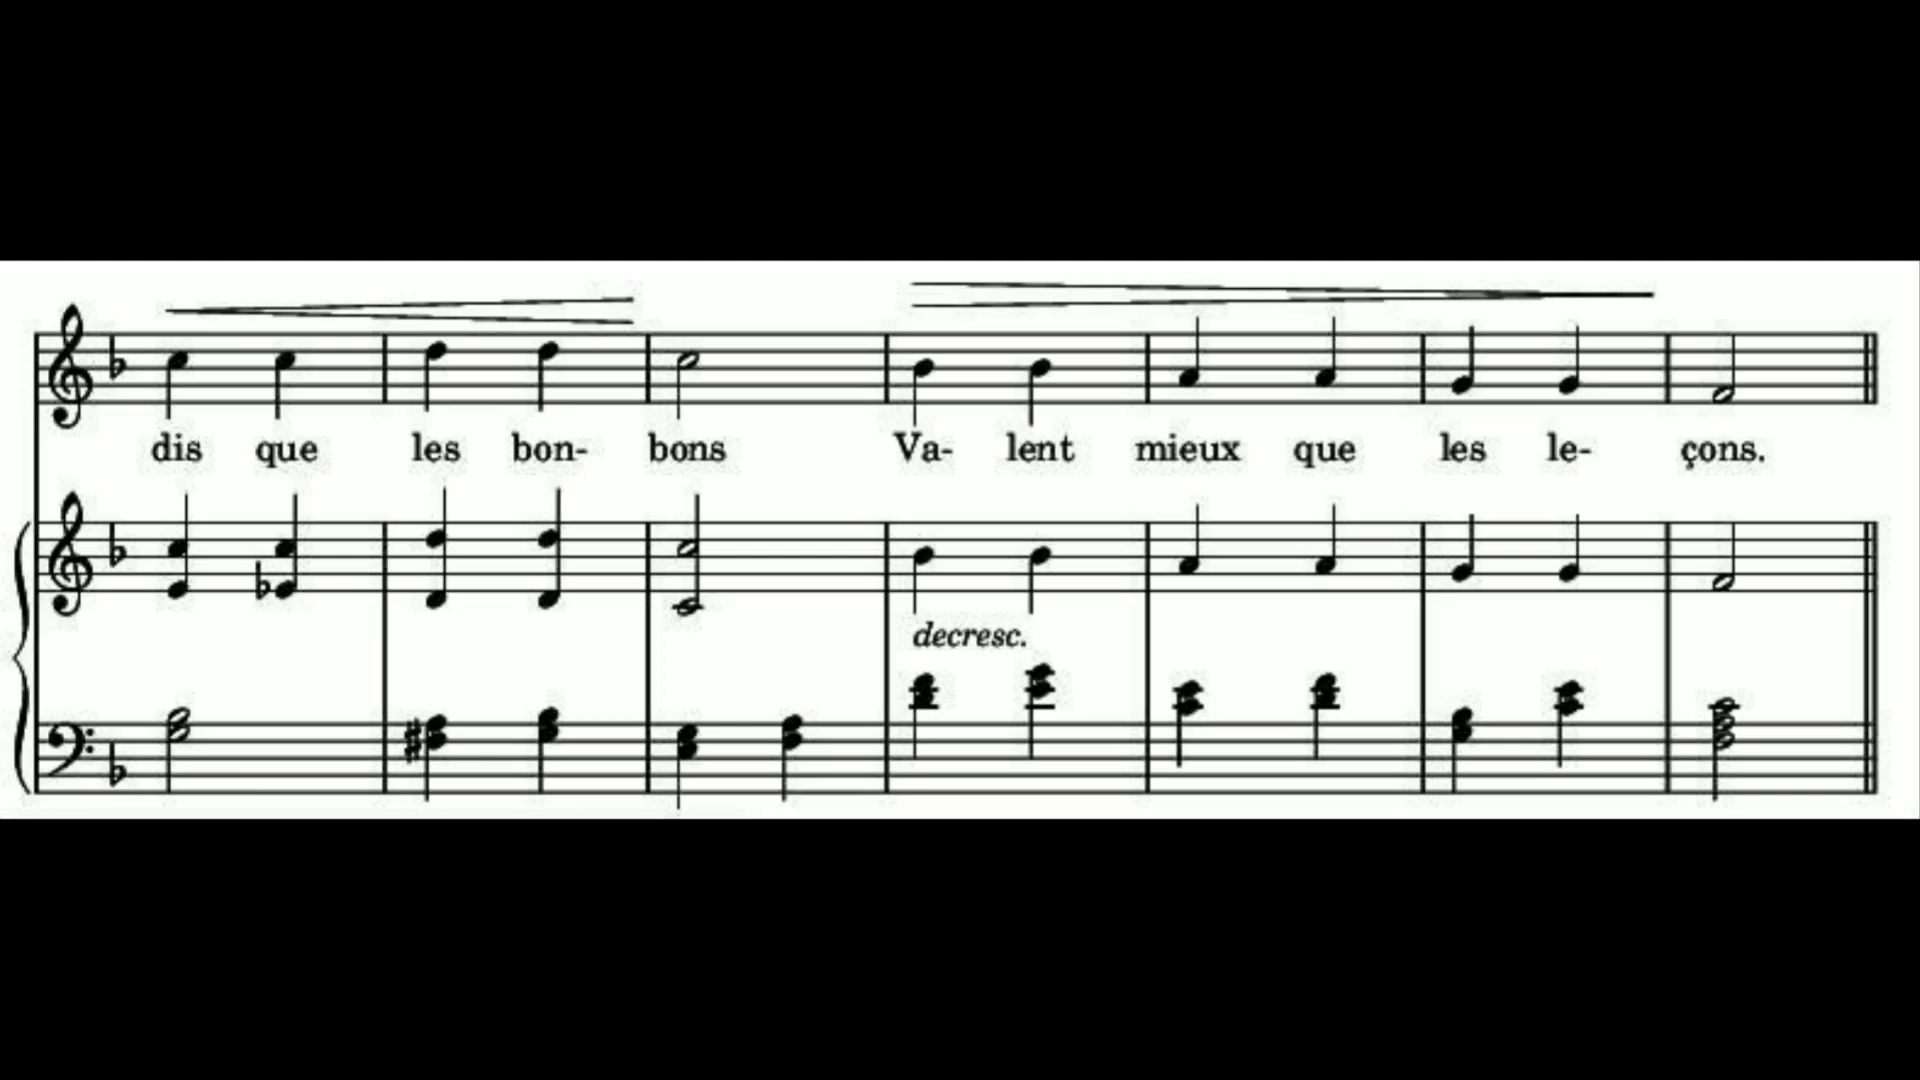 dis que les bon- bons Va- lent mieux que les le- çons.
decresc.